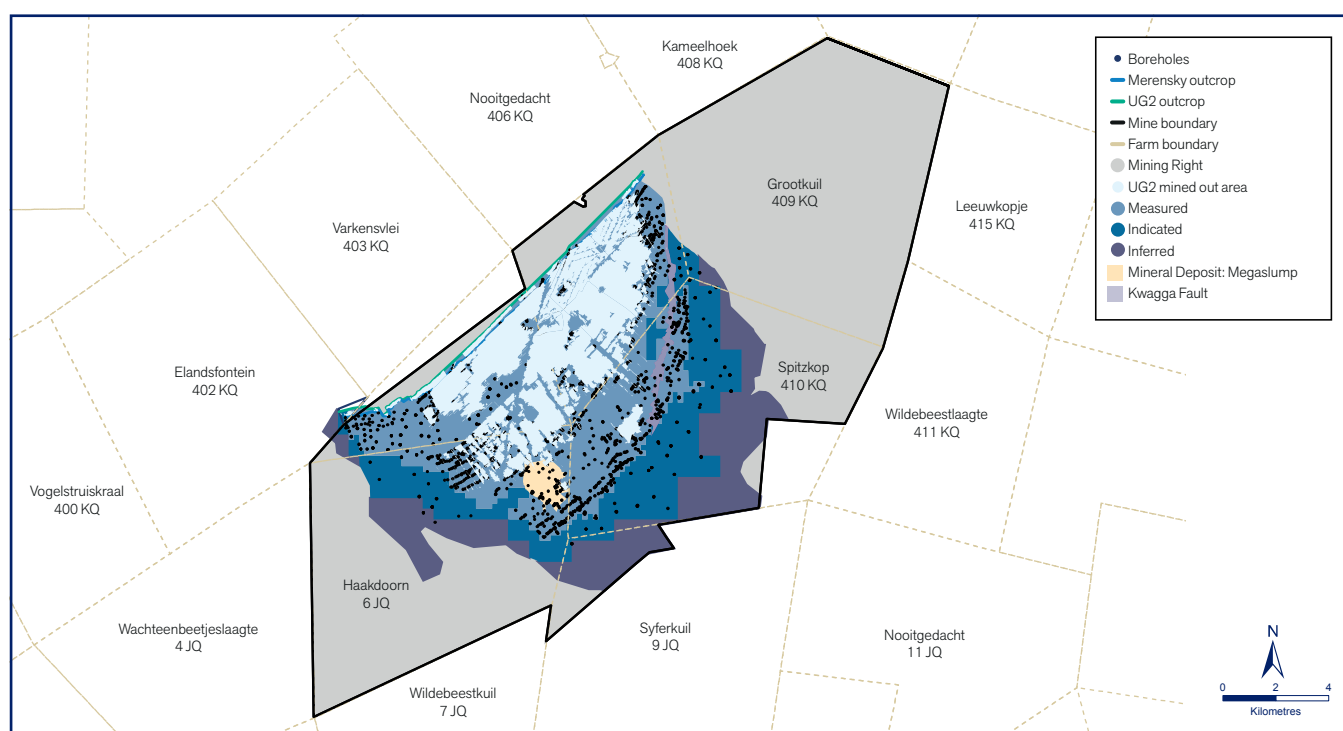 Kameelhoek
408 KQ
Nooitgedacht
406 KQ
Grootkuil
409 KQ
Leeuwkopje
415 KQ
Varkensvlei
403 KQ
Elandsfontein
402 KQ
Spitzkop
410 KQ
Wildebeestlaagte
411 KQ
Vogelstruiskraal
400 KQ
Haakdoorn
6 JQ
Wachteenbeetjeslaagte
4 JQ
Syferkuil
9 JQ
Nooitgedacht
11 JQ
Wildebeestkuil
7 JQ
Boreholes
Merensky outcrop
UG2 outcrop
Mine boundary
Farm boundary
Mining Right
UG2 mined out area
Measured
Indicated
Inferred
Mineral Deposit: Megaslump
Kwagga Fault
N
0 2 4
Kilometres